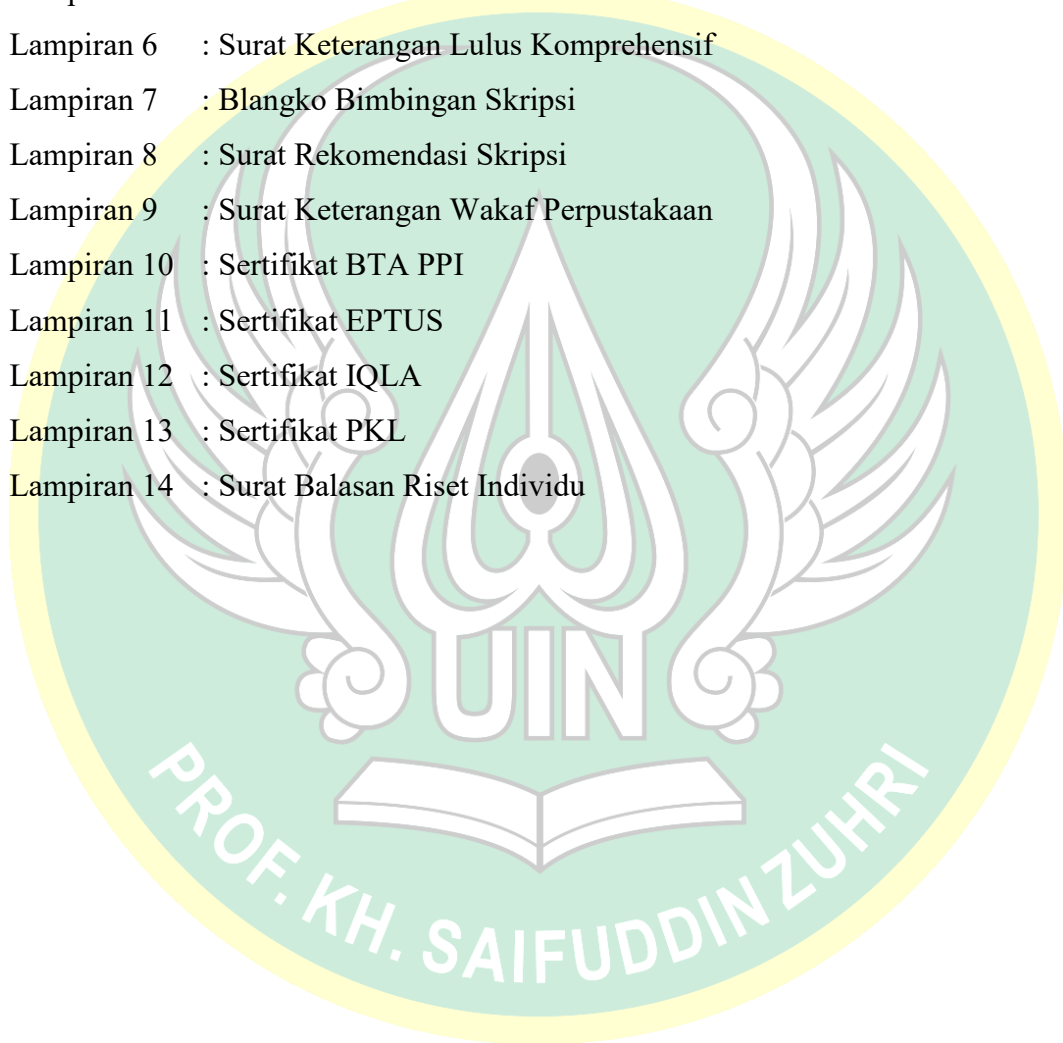 Lampiran 6 : Surat Keterangan Lulus Komprehensif
Lampiran 7 : Blangko Bimbingan Skripsi
Lampiran 8 : Surat Rekomendasi Skripsi
Lampiran 9 : Surat Keterangan Wakaf Perpustakaan
Lampiran 10 : Sertifikat BTA PPI
Lampiran 11 : Sertifikat EPTUS
Lampiran 12 : Sertifikat IQLA
Lampiran 13 : Sertifikat PKL
Lampiran 14 : Surat Balasan Riset Individu
UIN
PROF. KH. SAIFUDDIN ZUHRI